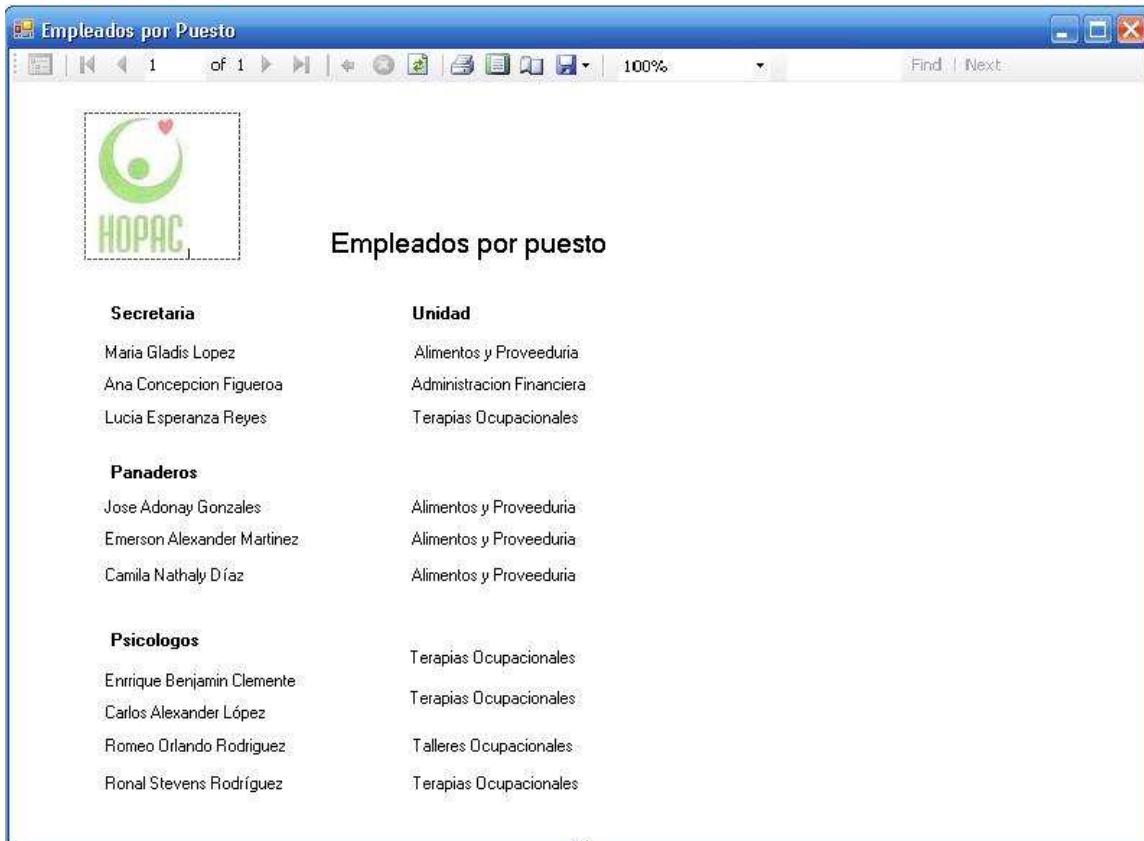 Empleados por Puesto
1 of 1 100% Find | Next
HOPAC
Empleados por puesto
Secretaria Unidad
Maria Gladis Lopez Alimentos y Proveeduria
Ana Concepcion Figueroa Administracion Financiera
Lucia Esperanza Reyes Terapias Ocupacionales
Panaderos
Jose Adonay Gonzales Alimentos y Proveeduria
Emerson Alexander Martinez Alimentos y Proveeduria
Camila Nathaly Díaz Alimentos y Proveeduria
Psicologos
Enrrique Benjamin Clemente Terapias Ocupacionales
Carlos Alexander López Terapias Ocupacionales
Romeo Orlando Rodriguez Talleres Ocupacionales
Ronal Stevens Rodríguez Terapias Ocupacionales